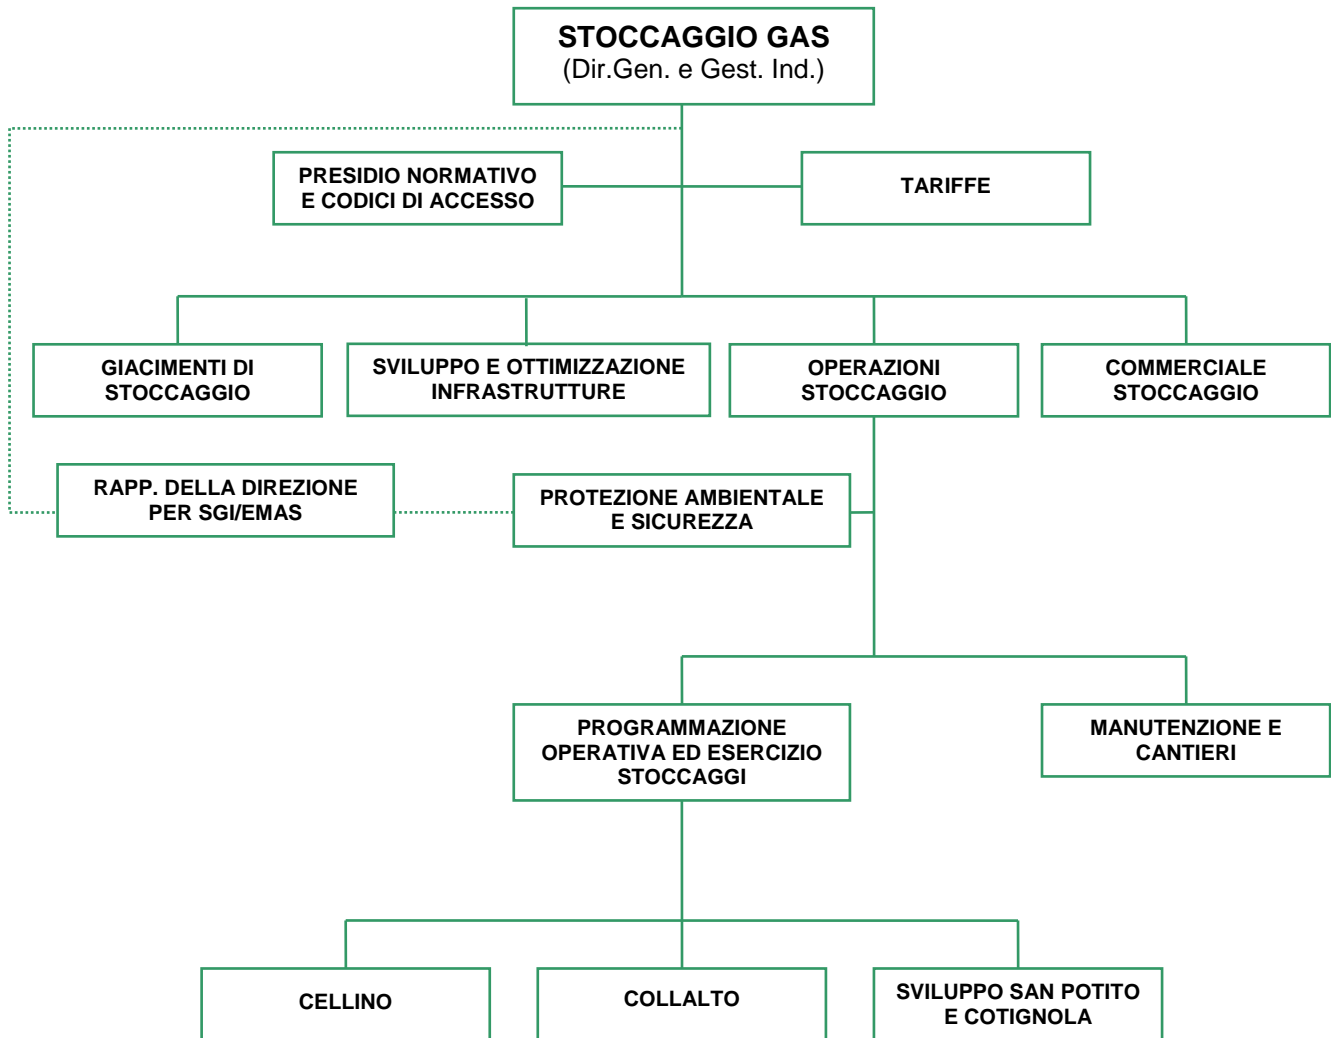 STOCCAGGIO GAS
(Dir.Gen. e Gest. Ind.)
PRESIDIO NORMATIVO
E CODICI DI ACCESSO
TARIFFE
GIACIMENTI DI
STOCCAGGIO
SVILUPPO E OTTIMIZZAZIONE
INFRASTRUTTURE
OPERAZIONI
STOCCAGGIO
COMMERCIALE
STOCCAGGIO
RAPP. DELLA DIREZIONE
PER SGI/EMAS
PROTEZIONE AMBIENTALE
E SICUREZZA
PROGRAMMAZIONE
OPERATIVA ED ESERCIZIO
STOCCAGGI
MANUTENZIONE E
CANTIERI
CELLINO
COLLALTO
SVILUPPO SAN POTITO
E COTIGNOLA